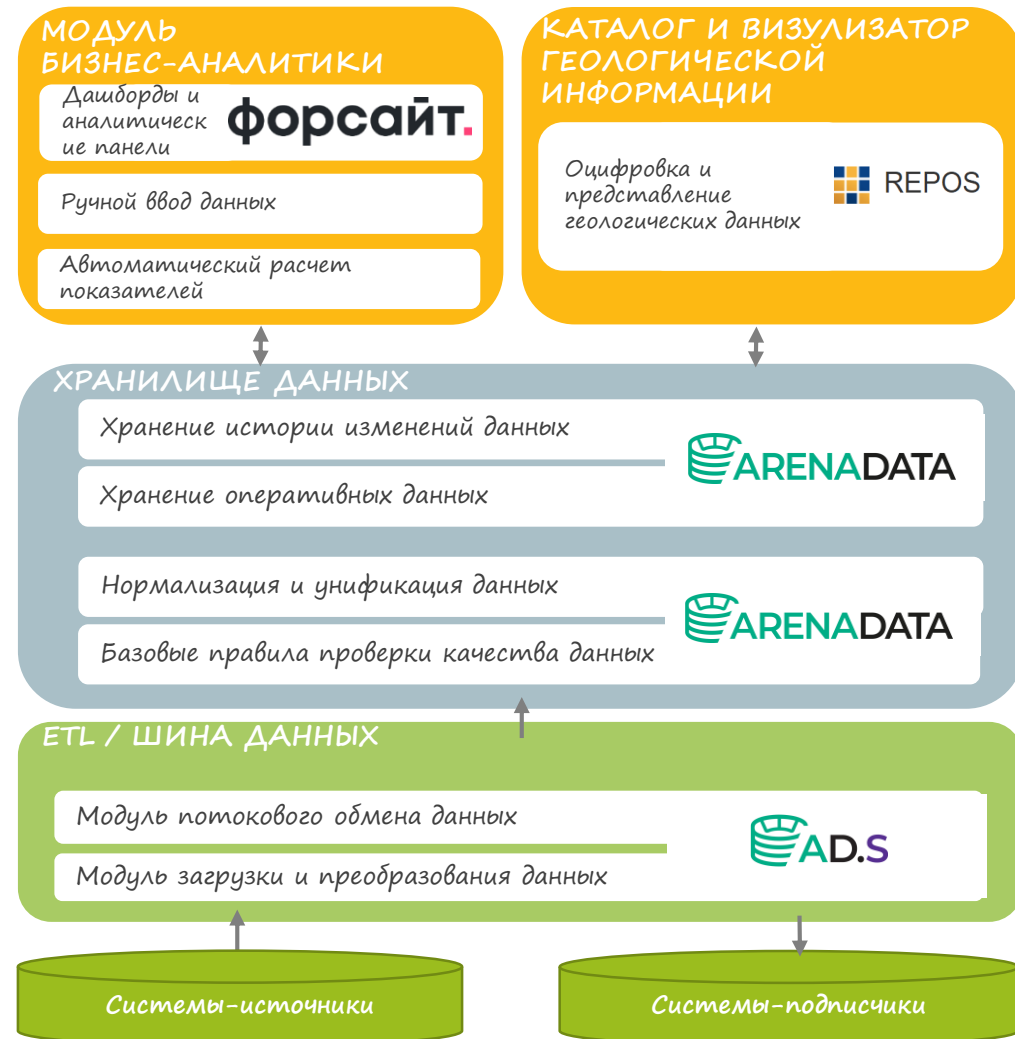 МОДУЛЬ
БИЗНЕС-АНАЛИТИКИ
Дашборды и
аналитическ
ие панели
форсайт.
Ручной ввод данных
Автоматический расчет
показателей
КАТАЛОГ И ВИЗУЛИЗАТОР
ГЕОЛОГИЧЕСКОЙ
ИНФОРМАЦИИ
Оцифровка и
представление
геологических данных
REPOS
ХРАНИЛИЩЕ ДАННЫХ
Хранение истории изменений данных
ARENADATA
Хранение оперативных данных
Нормализация и унификация данных
ARENADATA
Базовые правила проверки качества данных
ETL / ШИНА ДАННЫХ
Модуль потокового обмена данных
AD.S
Модуль загрузки и преобразования данных
Системы-источники
Системы-подписчики